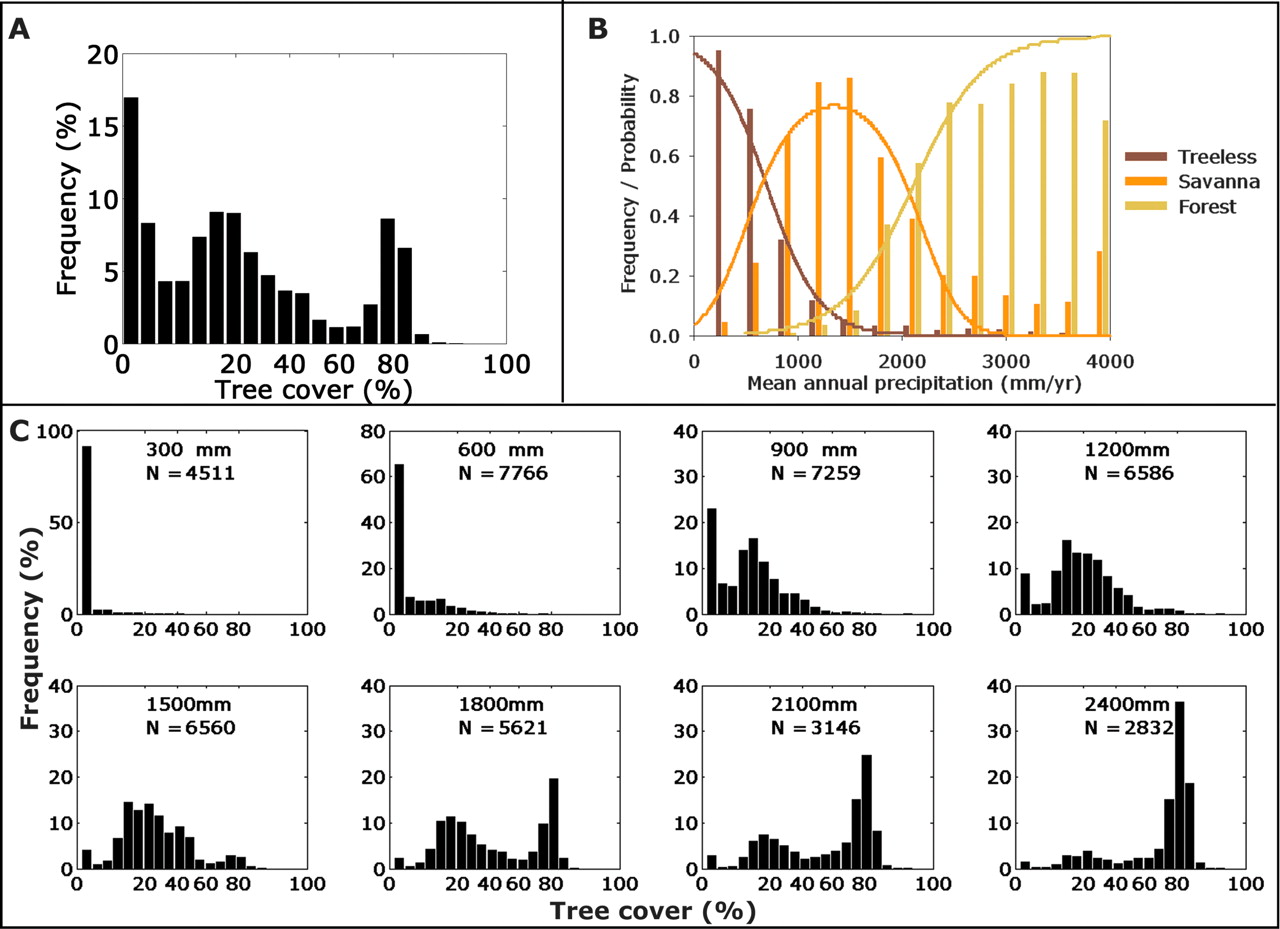 A
20
15
10
5
0
Frequency (%)
0 20 40 60 80 100
Tree cover (%)
B
1.0
0.8
0.6
0.4
0.2
0.0
Frequency / Probability
0 1000 2000 3000 4000
Mean annual precipitation (mm/yr)
Treeless
Savanna
Forest
C
Frequency (%)
100
50
0
300 mm
N = 4511
0 20 40 60 80 100
80
60
40
20
0
600 mm
N = 7766
0 20 40 60 80 100
40
30
20
10
0
900 mm
N = 7259
0 20 40 60 80 100
40
30
20
10
0
1200mm
N = 6586
0 20 40 60 80 100
40
30
20
10
0
1500mm
N = 6560
0 20 40 60 80 100
40
30
20
10
0
1800mm
N = 5621
0 20 40 60 80 100
40
30
20
10
0
2100mm
N = 3146
0 20 40 60 80 100
40
30
20
10
0
2400mm
N = 2832
0 20 40 60 80 100
Tree cover (%)